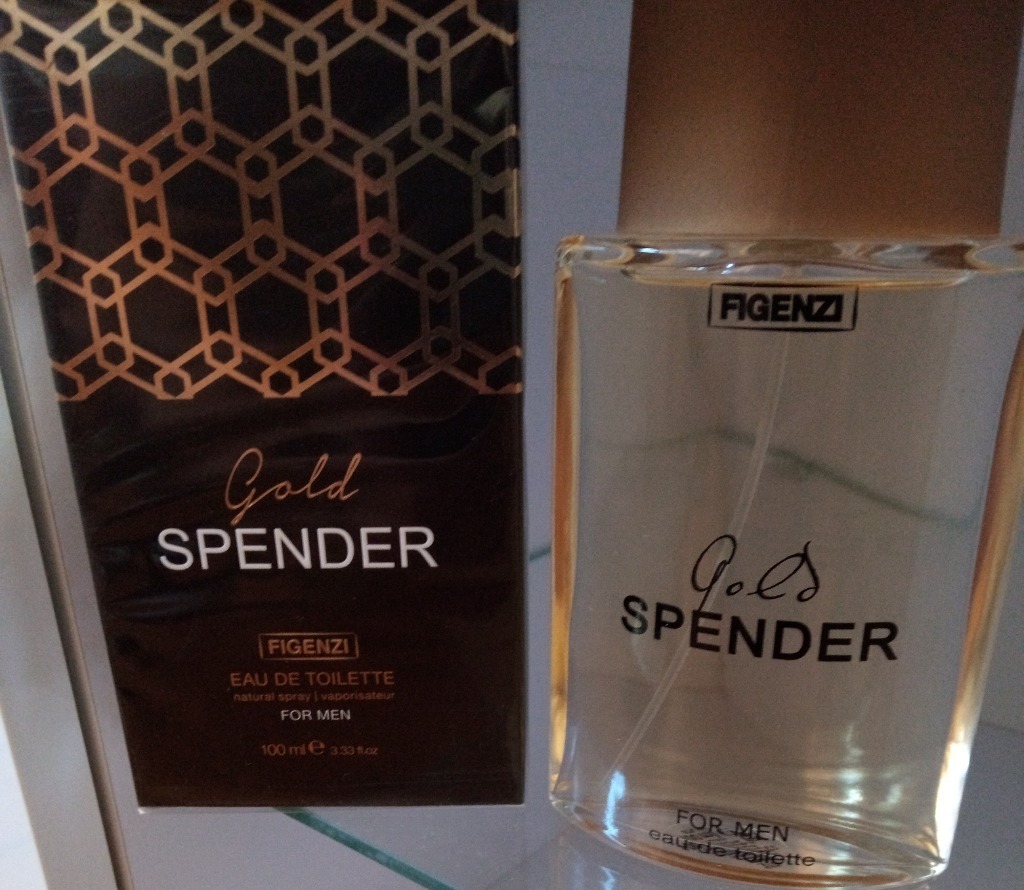 Gold
SPENDER
FIGENZI
EAU DE TOILETTE
natural spray | vaporisateur
FOR MEN
100 ml e 3.33 fl.oz
FIGENZI
Gold
SPENDER
FOR MEN
eau de toilette